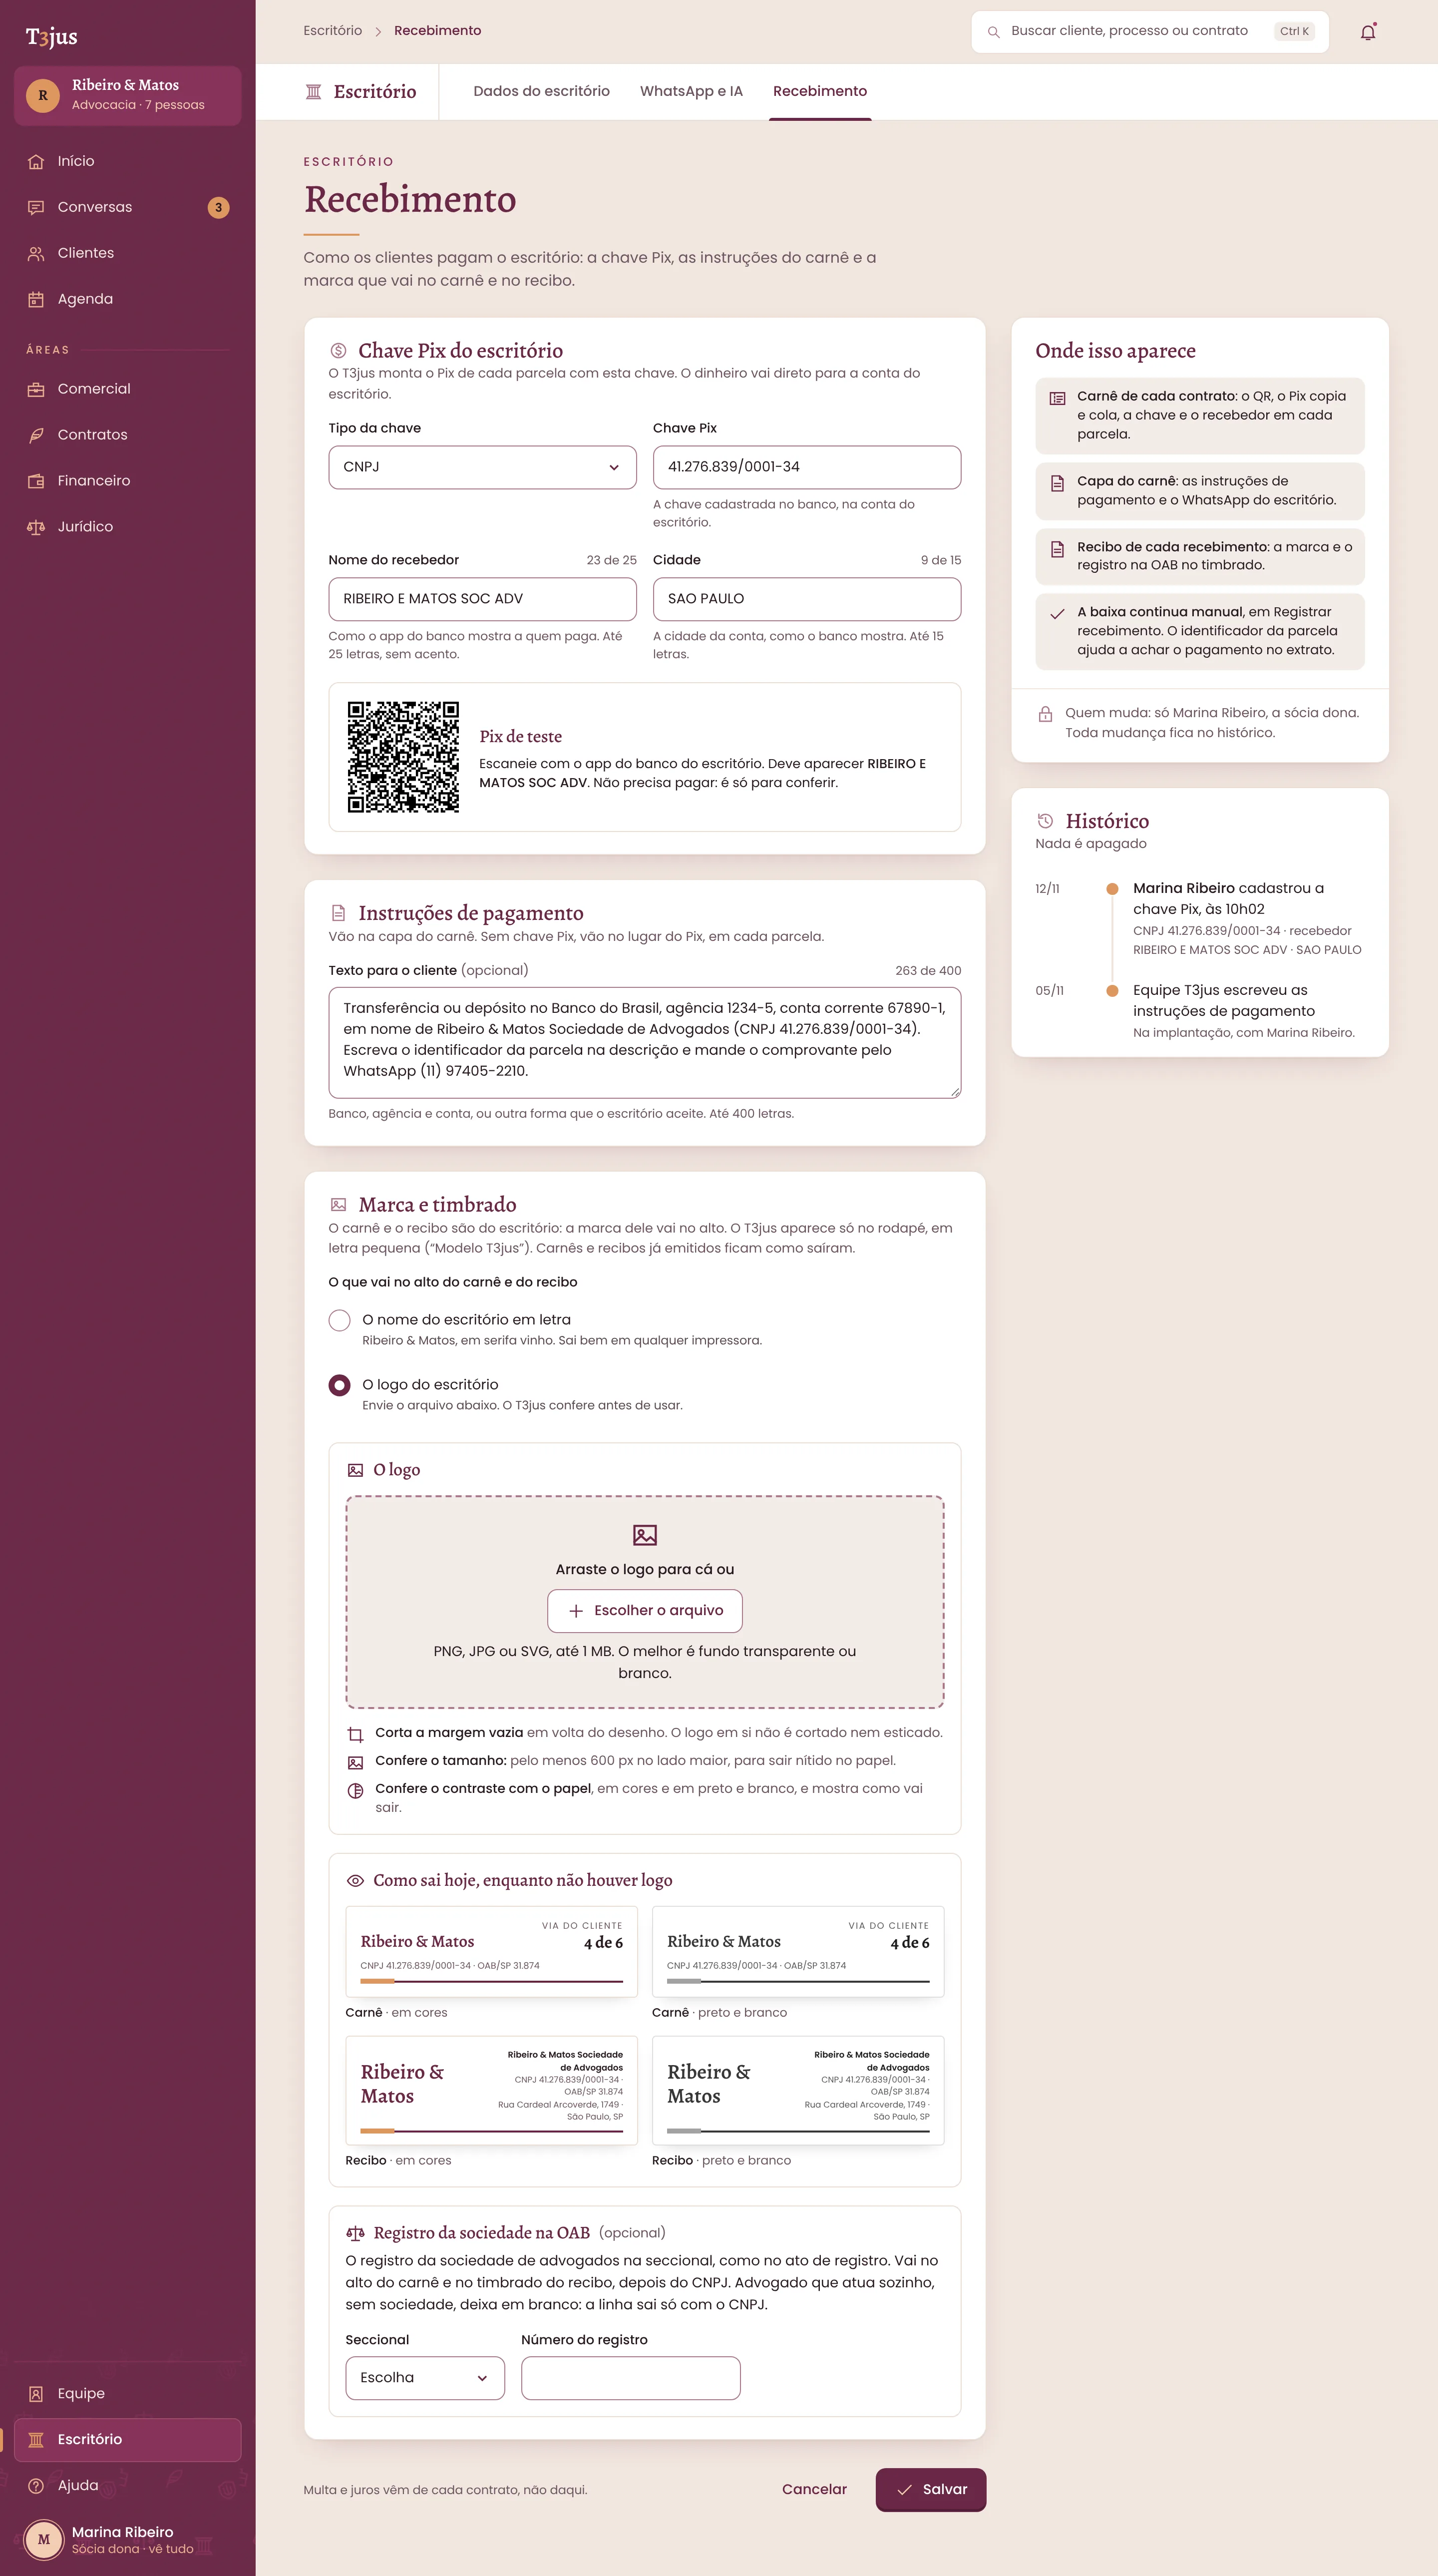 T3jus
R
Ribeiro & Matos
Advocacia · 7 pessoas
Início
Conversas
3
Clientes
Agenda
ÁREAS
Comercial
Contratos
Financeiro
Jurídico
Equipe
Escritório
Ajuda
M
Marina Ribeiro
Sócia dona · vê tudo
Escritório
Recebimento
Buscar cliente, processo ou contrato
Ctrl K
Escritório
Dados do escritório
WhatsApp e IA
Recebimento
ESCRITÓRIO
Recebimento
Como os clientes pagam o escritório: a chave Pix, as instruções do carnê e a
marca que vai no carnê e no recibo.
Chave Pix do escritório
O T3jus monta o Pix de cada parcela com esta chave. O dinheiro vai direto para a conta do
escritório.
Tipo da chave
CNPJ
Chave Pix
41.276.839/0001-34
A chave cadastrada no banco, na conta do
escritório.
Nome do recebedor
23 de 25
RIBEIRO E MATOS SOC ADV
Como o app do banco mostra a quem paga. Até
25 letras, sem acento.
Cidade
9 de 15
SAO PAULO
A cidade da conta, como o banco mostra. Até 15
letras.
Pix de teste
Escaneie com o app do banco do escritório. Deve aparecer RIBEIRO E
MATOS SOC ADV. Não precisa pagar: é só para conferir.
Instruções de pagamento
Vão na capa do carnê. Sem chave Pix, vão no lugar do Pix, em cada parcela.
Texto para o cliente (opcional)
263 de 400
Transferência ou depósito no Banco do Brasil, agência 1234-5, conta corrente 67890-1,
em nome de Ribeiro & Matos Sociedade de Advogados (CNPJ 41.276.839/0001-34).
Escreva o identificador da parcela na descrição e mande o comprovante pelo
WhatsApp (11) 97405-2210.
Banco, agência e conta, ou outra forma que o escritório aceite. Até 400 letras.
Marca e timbrado
O carnê e o recibo são do escritório: a marca dele vai no alto. O T3jus aparece só no rodapé, em
letra pequena (“Modelo T3jus”). Carnês e recibos já emitidos ficam como saíram.
O que vai no alto do carnê e do recibo
O nome do escritório em letra
Ribeiro & Matos, em serifa vinho. Sai bem em qualquer impressora.
O logo do escritório
Envie o arquivo abaixo. O T3jus confere antes de usar.
O logo
Arraste o logo para cá ou
Escolher o arquivo
PNG, JPG ou SVG, até 1 MB. O melhor é fundo transparente ou
branco.
Corta a margem vazia em volta do desenho. O logo em si não é cortado nem esticado.
Confere o tamanho: pelo menos 600 px no lado maior, para sair nítido no papel.
Confere o contraste com o papel, em cores e em preto e branco, e mostra como vai
sair.
Como sai hoje, enquanto não houver logo
Ribeiro & Matos
VIA DO CLIENTE
4 de 6
CNPJ 41.276.839/0001-34 · OAB/SP 31.874
Carnê · em cores
Ribeiro & Matos
VIA DO CLIENTE
4 de 6
CNPJ 41.276.839/0001-34 · OAB/SP 31.874
Carnê · preto e branco
Ribeiro &
Matos
Ribeiro & Matos Sociedade
de Advogados
CNPJ 41.276.839/0001-34 ·
OAB/SP 31.874
Rua Cardeal Arcoverde, 1749 ·
São Paulo, SP
Recibo · em cores
Ribeiro &
Matos
Ribeiro & Matos Sociedade
de Advogados
CNPJ 41.276.839/0001-34 ·
OAB/SP 31.874
Rua Cardeal Arcoverde, 1749 ·
São Paulo, SP
Recibo · preto e branco
Registro da sociedade na OAB (opcional)
O registro da sociedade de advogados na seccional, como no ato de registro. Vai no
alto do carnê e no timbrado do recibo, depois do CNPJ. Advogado que atua sozinho,
sem sociedade, deixa em branco: a linha sai só com o CNPJ.
Seccional
Escolha
Número do registro
Multa e juros vêm de cada contrato, não daqui.
Cancelar
Salvar
Onde isso aparece
Carnê de cada contrato: o QR, o Pix copia
e cola, a chave e o recebedor em cada
parcela.
Capa do carnê: as instruções de
pagamento e o WhatsApp do escritório.
Recibo de cada recebimento: a marca e o
registro na OAB no timbrado.
A baixa continua manual, em Registrar
recebimento. O identificador da parcela
ajuda a achar o pagamento no extrato.
Quem muda: só Marina Ribeiro, a sócia dona.
Toda mudança fica no histórico.
Histórico
Nada é apagado
12/11
Marina Ribeiro cadastrou a
chave Pix, às 10h02
CNPJ 41.276.839/0001-34 · recebedor
RIBEIRO E MATOS SOC ADV · SAO PAULO
05/11
Equipe T3jus escreveu as
instruções de pagamento
Na implantação, com Marina Ribeiro.